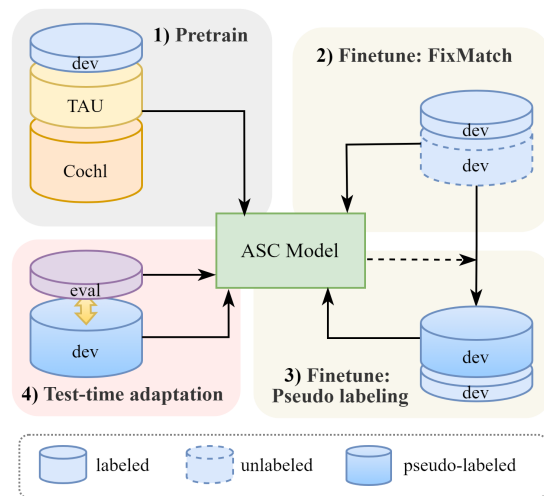 1) Pretrain
dev
TAU
Cochl
2) Finetune: FixMatch
dev
dev
ASC Model
eval
dev
4) Test-time adaptation
dev
dev
3) Finetune:
Pseudo labeling
labeled
unlabeled
pseudo-labeled